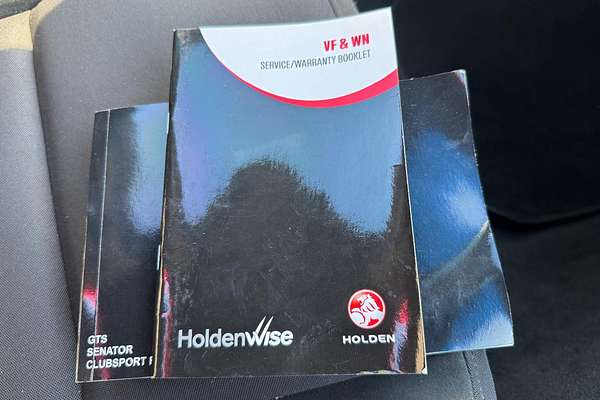 VF & WN
SERVICE/WARRANTY BOOKLET
HoldenWise
HOLDEN
GTS
SENATOR
CLUBSPORT